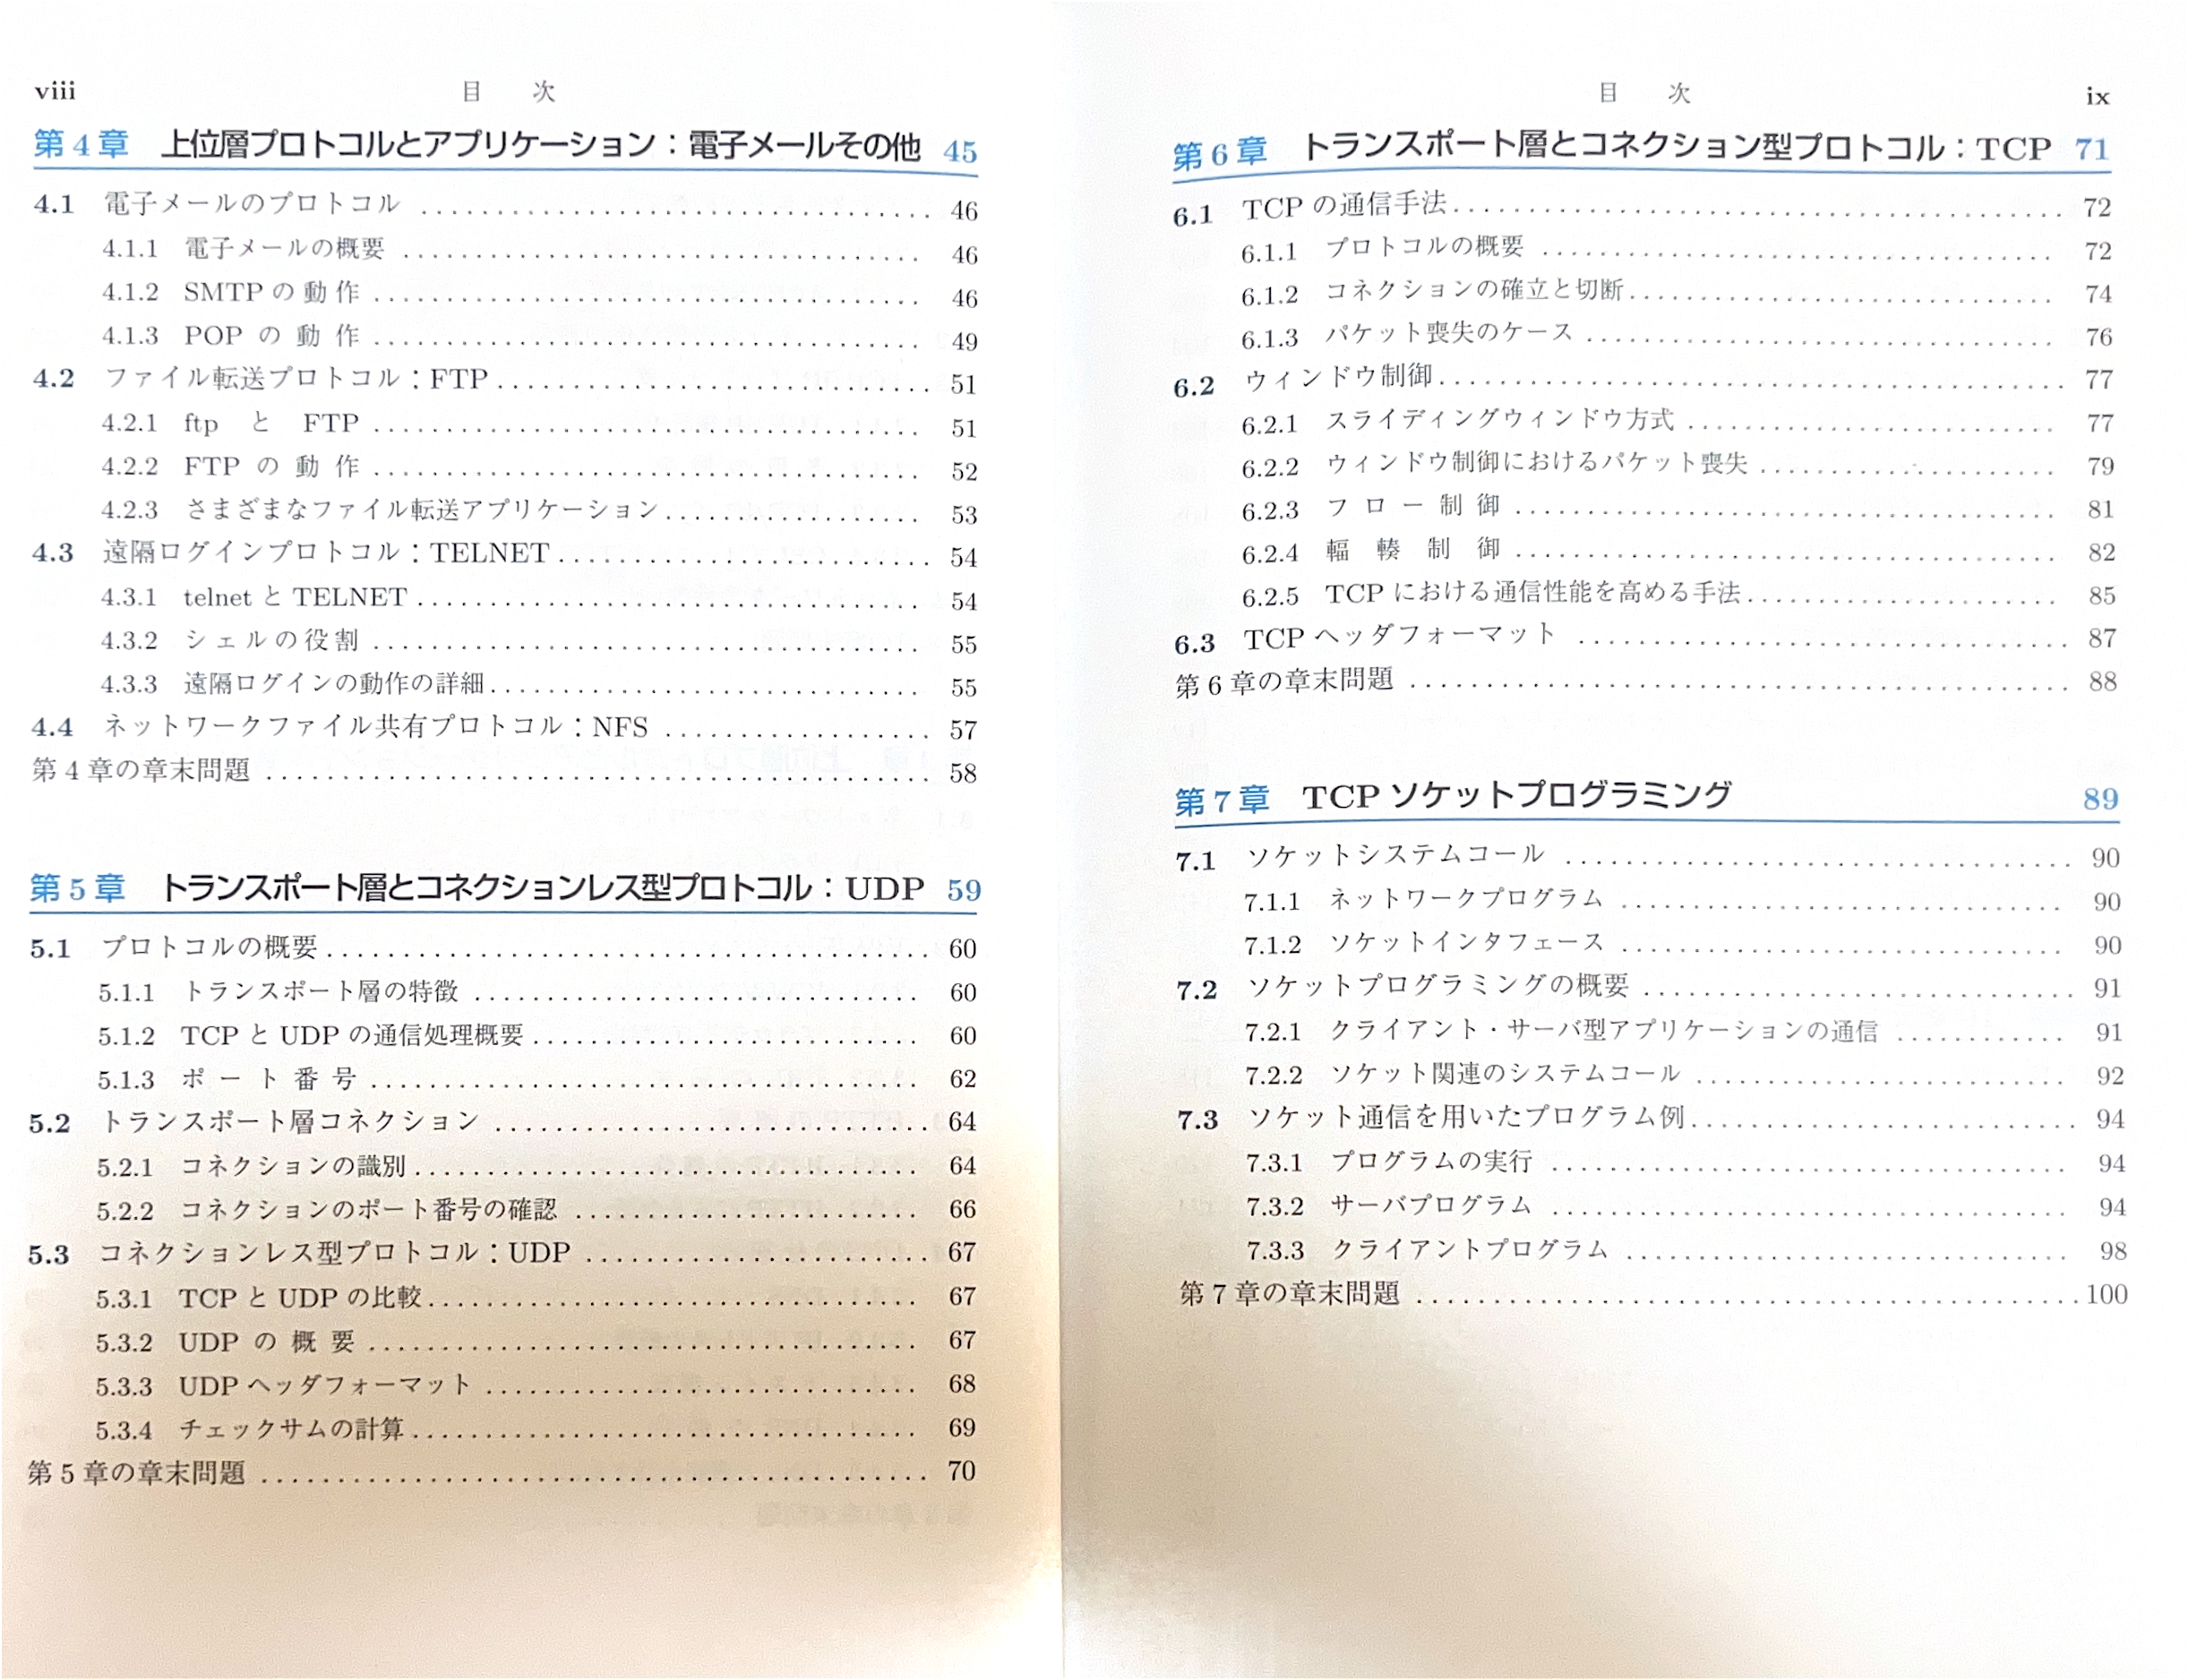 viii
目 次
第4章 上位層プロトコルとアプリケーション：電子メールその他 45
4.1 電子メールのプロトコル ........ 46
4.1.1 電子メールの概要 ........ 46
4.1.2 SMTP の動作 ........ 46
4.1.3 POP の動作 ........ 49
4.2 ファイル転送プロトコル：FTP ........ 51
4.2.1 ftp と FTP ........ 51
4.2.2 FTP の動作 ........ 52
4.2.3 さまざまなファイル転送アプリケーション ........ 53
4.3 遠隔ログインプロトコル：TELNET ........ 54
4.3.1 telnet と TELNET ........ 54
4.3.2 シェルの役割 ........ 55
4.3.3 遠隔ログインの動作の詳細 ........ 55
4.4 ネットワークファイル共有プロトコル：NFS ........ 57
第4章の章末問題 ........ 58
第5章 トランスポート層とコネクションレス型プロトコル：UDP 59
5.1 プロトコルの概要 ........ 60
5.1.1 トランスポート層の特徴 ........ 60
5.1.2 TCP と UDP の通信処理概要 ........ 60
5.1.3 ポート番号 ........ 62
5.2 トランスポート層コネクション ........ 64
5.2.1 コネクションの識別 ........ 64
5.2.2 コネクションのポート番号の確認 ........ 66
5.3 コネクションレス型プロトコル：UDP ........ 67
5.3.1 TCP と UDP の比較 ........ 67
5.3.2 UDP の概要 ........ 67
5.3.3 UDP ヘッダフォーマット ........ 68
5.3.4 チェックサムの計算 ........ 69
第5章の章末問題 ........ 70
目 次
ix
第6章 トランスポート層とコネクション型プロトコル：TCP 71
6.1 TCP の通信手法 ........ 72
6.1.1 プロトコルの概要 ........ 72
6.1.2 コネクションの確立と切断 ........ 74
6.1.3 パケット喪失のケース ........ 76
6.2 ウィンドウ制御 ........ 77
6.2.1 スライディングウィンドウ方式 ........ 77
6.2.2 ウィンドウ制御におけるパケット喪失 ........ 79
6.2.3 フロー制御 ........ 81
6.2.4 輻輳制御 ........ 82
6.2.5 TCP における通信性能を高める手法 ........ 85
6.3 TCP ヘッダフォーマット ........ 87
第6章の章末問題 ........ 88
第7章 TCP ソケットプログラミング 89
7.1 ソケットシステムコール ........ 90
7.1.1 ネットワークプログラム ........ 90
7.1.2 ソケットインタフェース ........ 90
7.2 ソケットプログラミングの概要 ........ 91
7.2.1 クライアント・サーバ型アプリケーションの通信 ........ 91
7.2.2 ソケット関連のシステムコール ........ 92
7.3 ソケット通信を用いたプログラム例 ........ 94
7.3.1 プログラムの実行 ........ 94
7.3.2 サーバプログラム ........ 94
7.3.3 クライアントプログラム ........ 98
第7章の章末問題 ........ 100